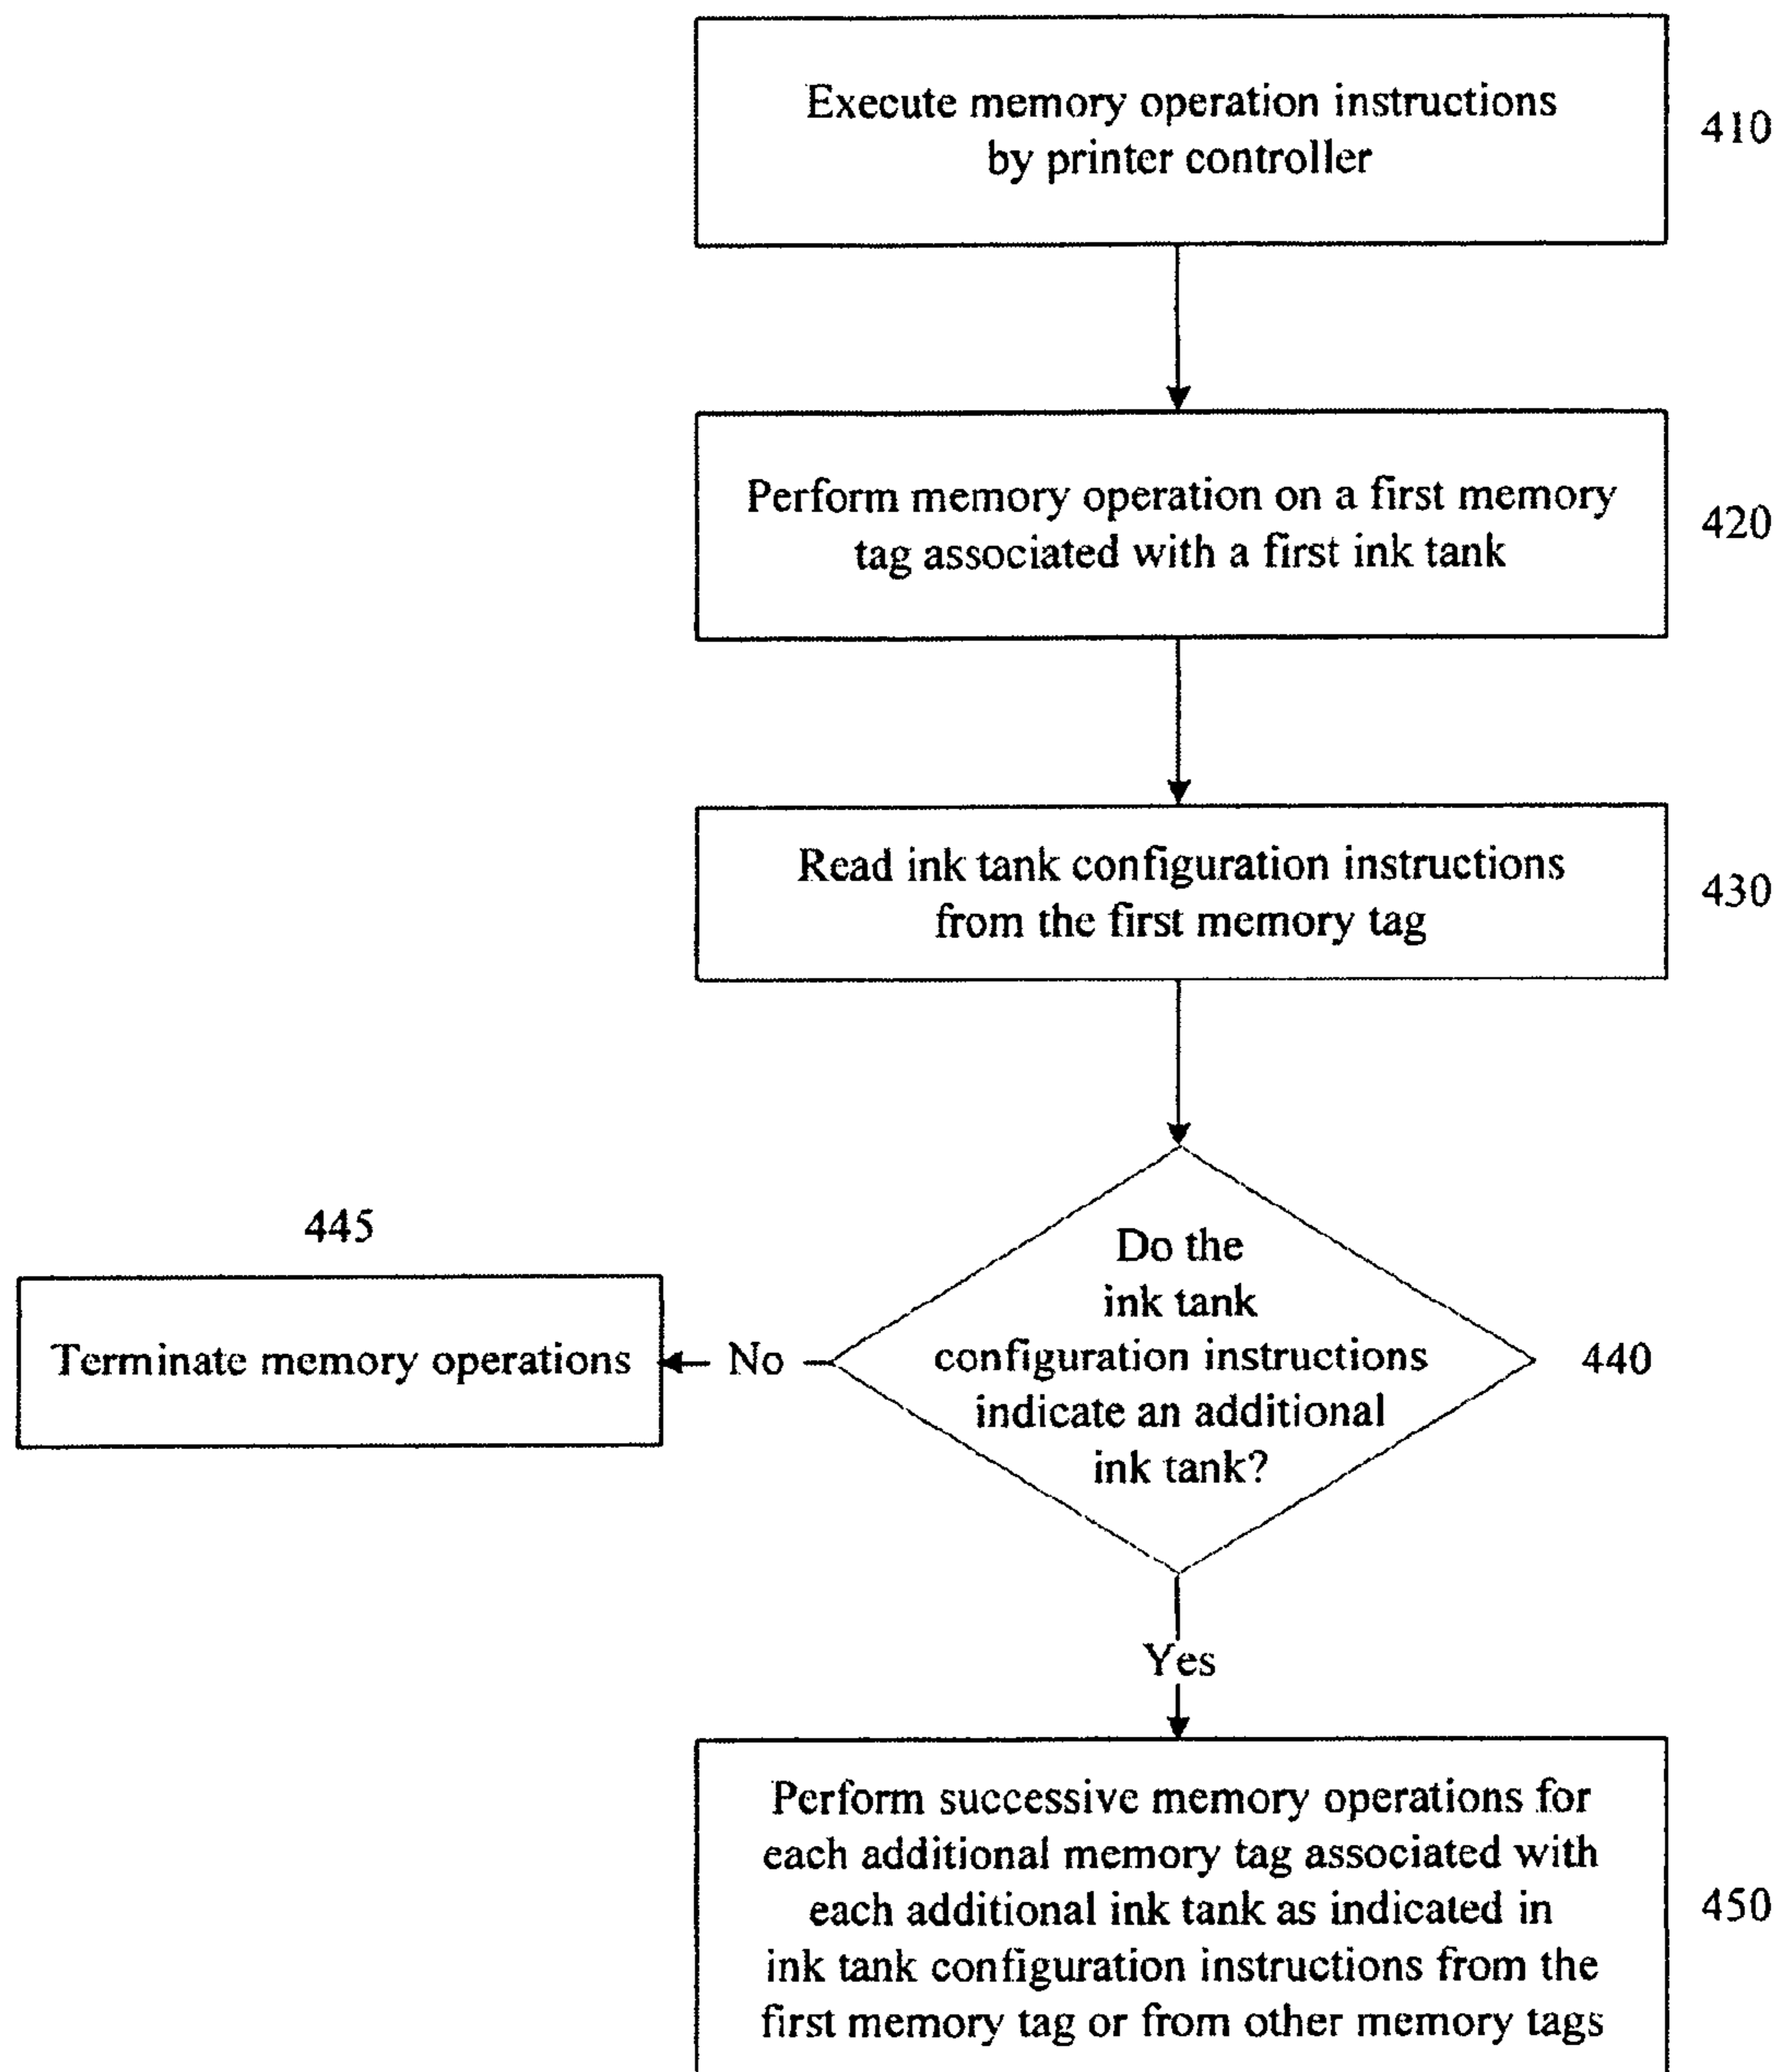 Execute memory operation instructions
by printer controller
410
Perform memory operation on a first memory
tag associated with a first ink tank
420
Read ink tank configuration instructions
from the first memory tag
430
445
Do the
ink tank
configuration instructions
indicate an additional
ink tank?
440
Terminate memory operations
No
Yes
Perform successive memory operations for
each additional memory tag associated with
each additional ink tank as indicated in
ink tank configuration instructions from the
first memory tag or from other memory tags
450